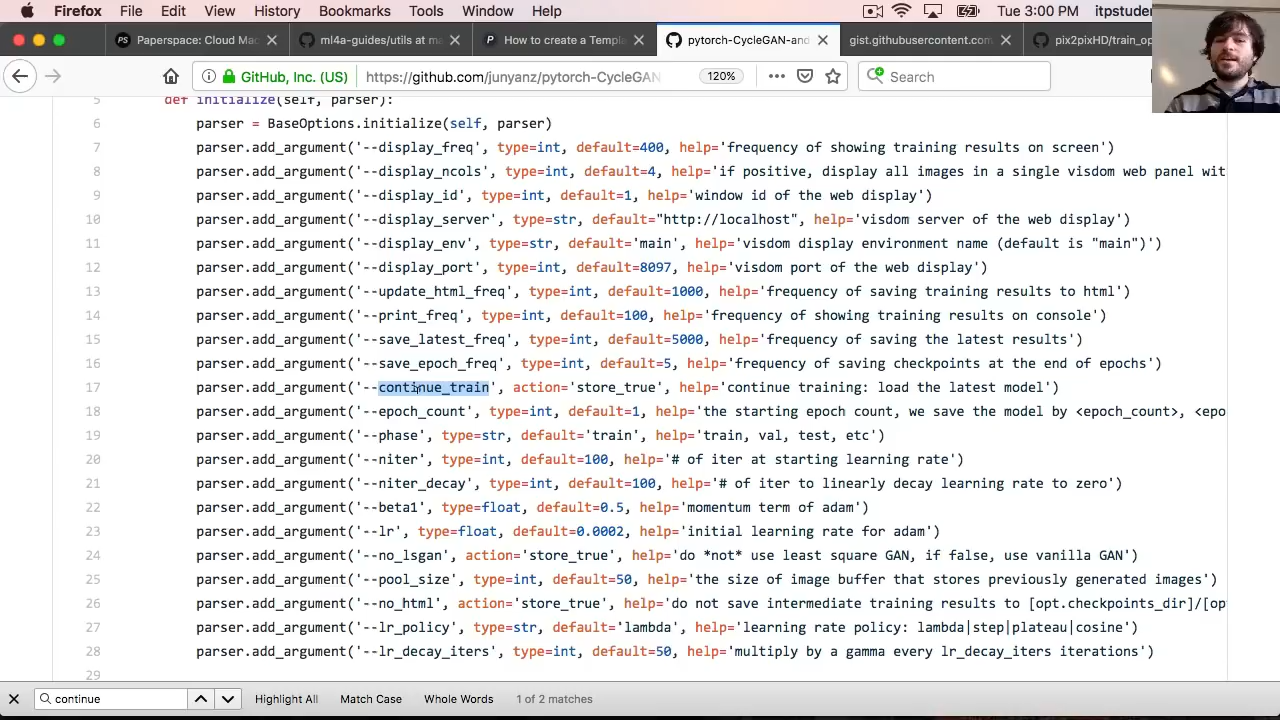 Firefox File Edit View History Bookmarks Tools Window Help Tue 3:00 PM itpstuden
Paperspace: Cloud Mac ml4a-guides/utils at ma How to create a Templ pytorch-CycleGAN-and gist.githubusercontent.com pix2pixHD/train_op
GitHub, Inc. (US) https://github.com/junyanz/pytorch-CycleGAN 120% Search
5 def initialize(self, parser):
6 parser = BaseOptions.initialize(self, parser)
7 parser.add_argument('--display_freq', type=int, default=400, help='frequency of showing training results on screen')
8 parser.add_argument('--display_ncols', type=int, default=4, help='if positive, display all images in a single visdom web panel wit
9 parser.add_argument('--display_id', type=int, default=1, help='window id of the web display')
10 parser.add_argument('--display_server', type=str, default="http://localhost", help='visdom server of the web display')
11 parser.add_argument('--display_env', type=str, default='main', help='visdom display environment name (default is "main")')
12 parser.add_argument('--display_port', type=int, default=8097, help='visdom port of the web display')
13 parser.add_argument('--update_html_freq', type=int, default=1000, help='frequency of saving training results to html')
14 parser.add_argument('--print_freq', type=int, default=100, help='frequency of showing training results on console')
15 parser.add_argument('--save_latest_freq', type=int, default=5000, help='frequency of saving the latest results')
16 parser.add_argument('--save_epoch_freq', type=int, default=5, help='frequency of saving checkpoints at the end of epochs')
17 parser.add_argument('--continue_train', action='store_true', help='continue training: load the latest model')
18 parser.add_argument('--epoch_count', type=int, default=1, help='the starting epoch count, we save the model by <epoch_count>, <epo
19 parser.add_argument('--phase', type=str, default='train', help='train, val, test, etc')
20 parser.add_argument('--niter', type=int, default=100, help='# of iter at starting learning rate')
21 parser.add_argument('--niter_decay', type=int, default=100, help='# of iter to linearly decay learning rate to zero')
22 parser.add_argument('--beta1', type=float, default=0.5, help='momentum term of adam')
23 parser.add_argument('--lr', type=float, default=0.0002, help='initial learning rate for adam')
24 parser.add_argument('--no_lsgan', action='store_true', help='do *not* use least square GAN, if false, use vanilla GAN')
25 parser.add_argument('--pool_size', type=int, default=50, help='the size of image buffer that stores previously generated images')
26 parser.add_argument('--no_html', action='store_true', help='do not save intermediate training results to [opt.checkpoints_dir]/[op
27 parser.add_argument('--lr_policy', type=str, default='lambda', help='learning rate policy: lambda|step|plateau|cosine')
28 parser.add_argument('--lr_decay_iters', type=int, default=50, help='multiply by a gamma every lr_decay_iters iterations')
29
continue Highlight All Match Case Whole Words 1 of 2 matches